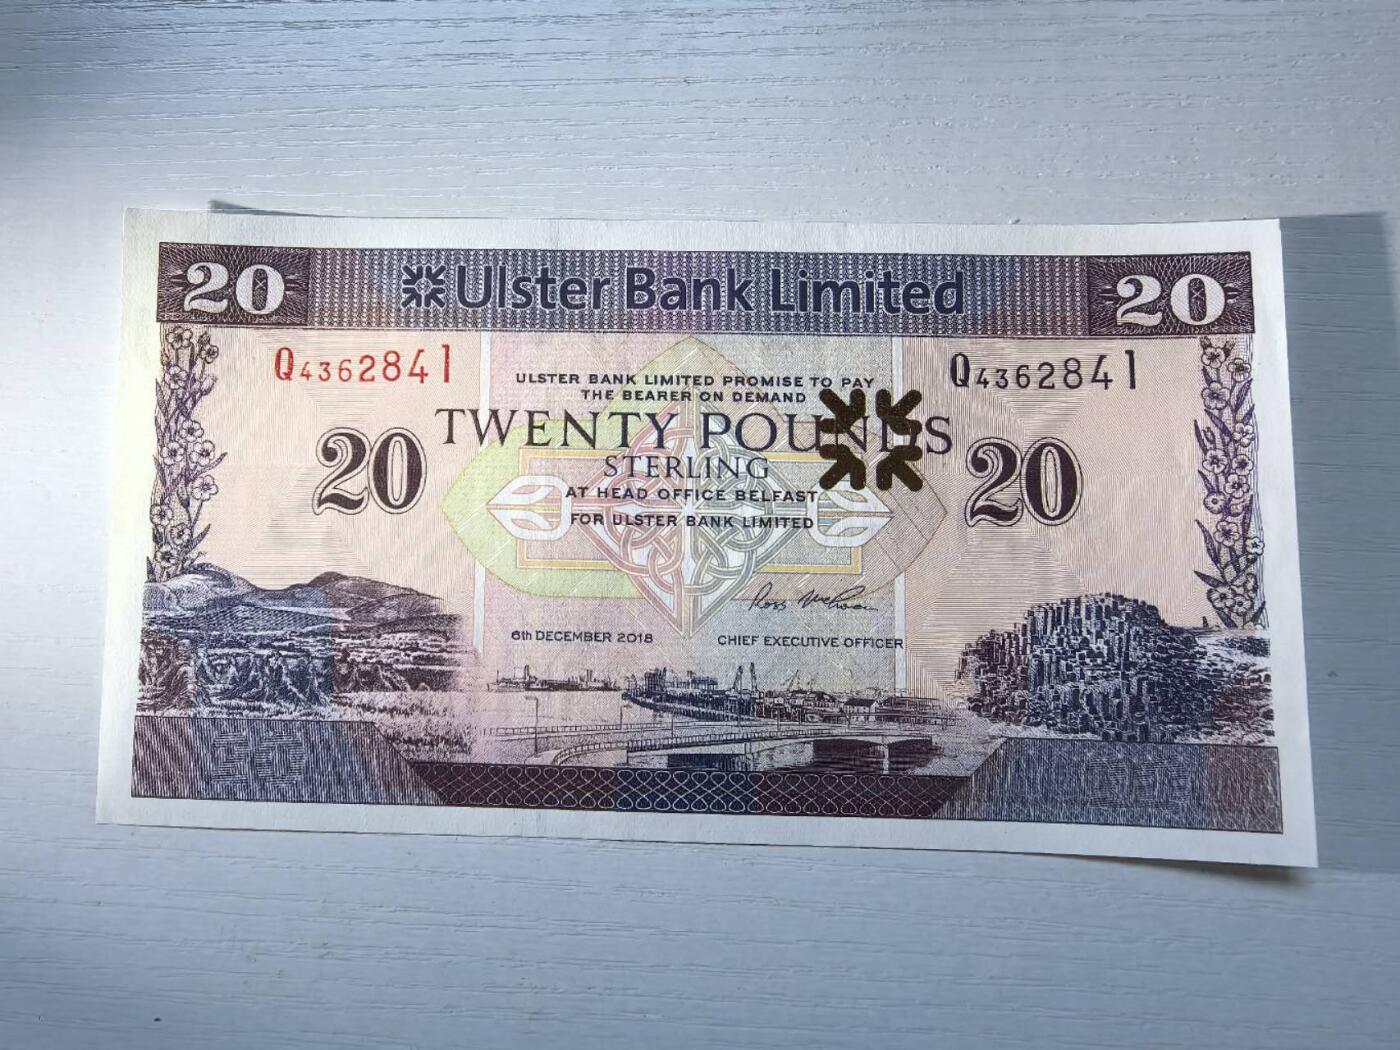 20 Ulster Bank Limited 20
Q4362841
Q4362841
ULSTER BANK LIMITED PROMISE TO PAY
THE BEARER ON DEMAND
TWENTY POUNDS
20 STERLING 20
AT HEAD OFFICE BELFAST
FOR ULSTER BANK LIMITED
6th DECEMBER 2018
CHIEF EXECUTIVE OFFICER